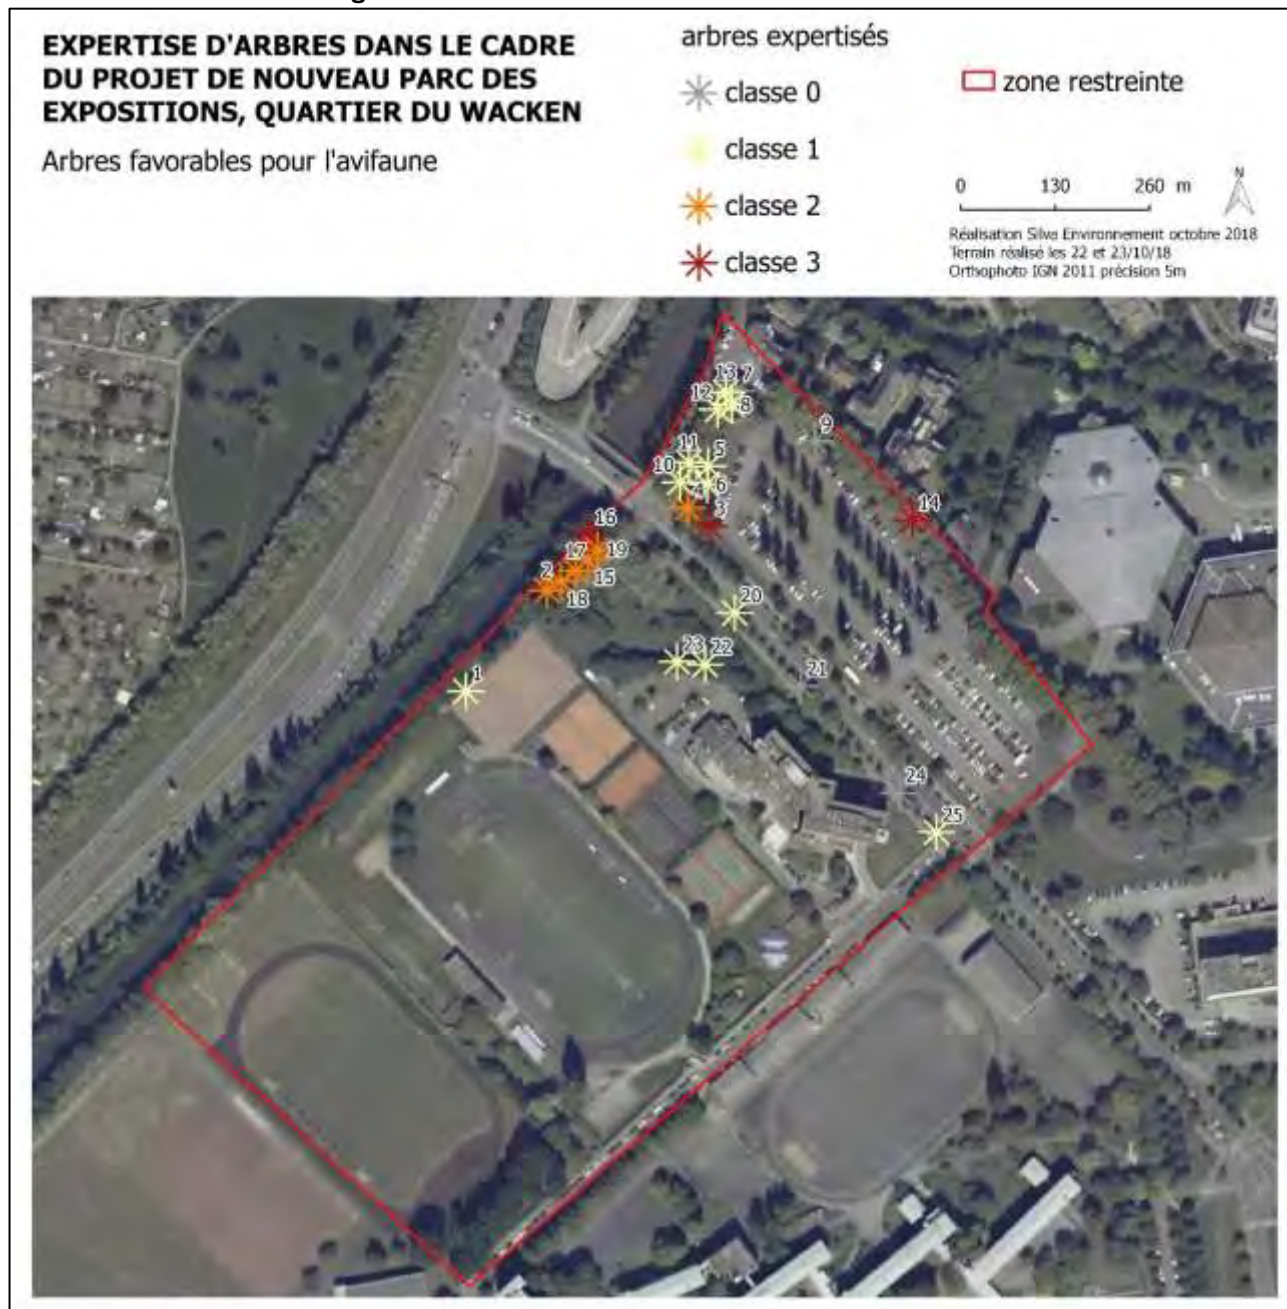 EXPERTISE D'ARBRES DANS LE CADRE
DU PROJET DE NOUVEAU PARC DES
EXPOSITIONS, QUARTIER DU WACKEN
Arbres favorables pour l'avifaune
arbres expertisés
classe 0
classe 1
classe 2
classe 3
zone restreinte
0 130 260 m
N
Réalisation Silva Environnement octobre 2018
Terrain réalisé les 22 et 23/10/18
Orthophoto IGN 2011 précision 5m
13 7
12 8
9
11 5
10 6
4
3
14
16
17 19
2 15
18
20
23 22
21
1
24
25